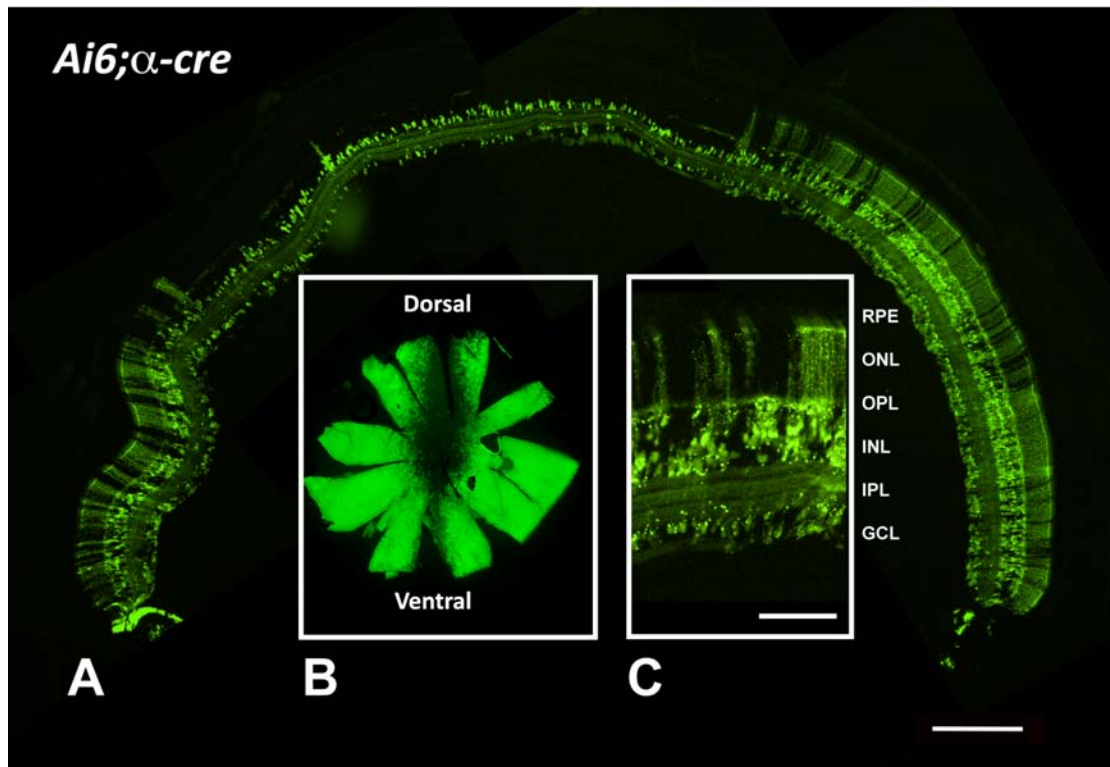 Ai6;α-cre
Dorsal
Ventral
RPE
ONL
OPL
INL
IPL
GCL
A
B
C